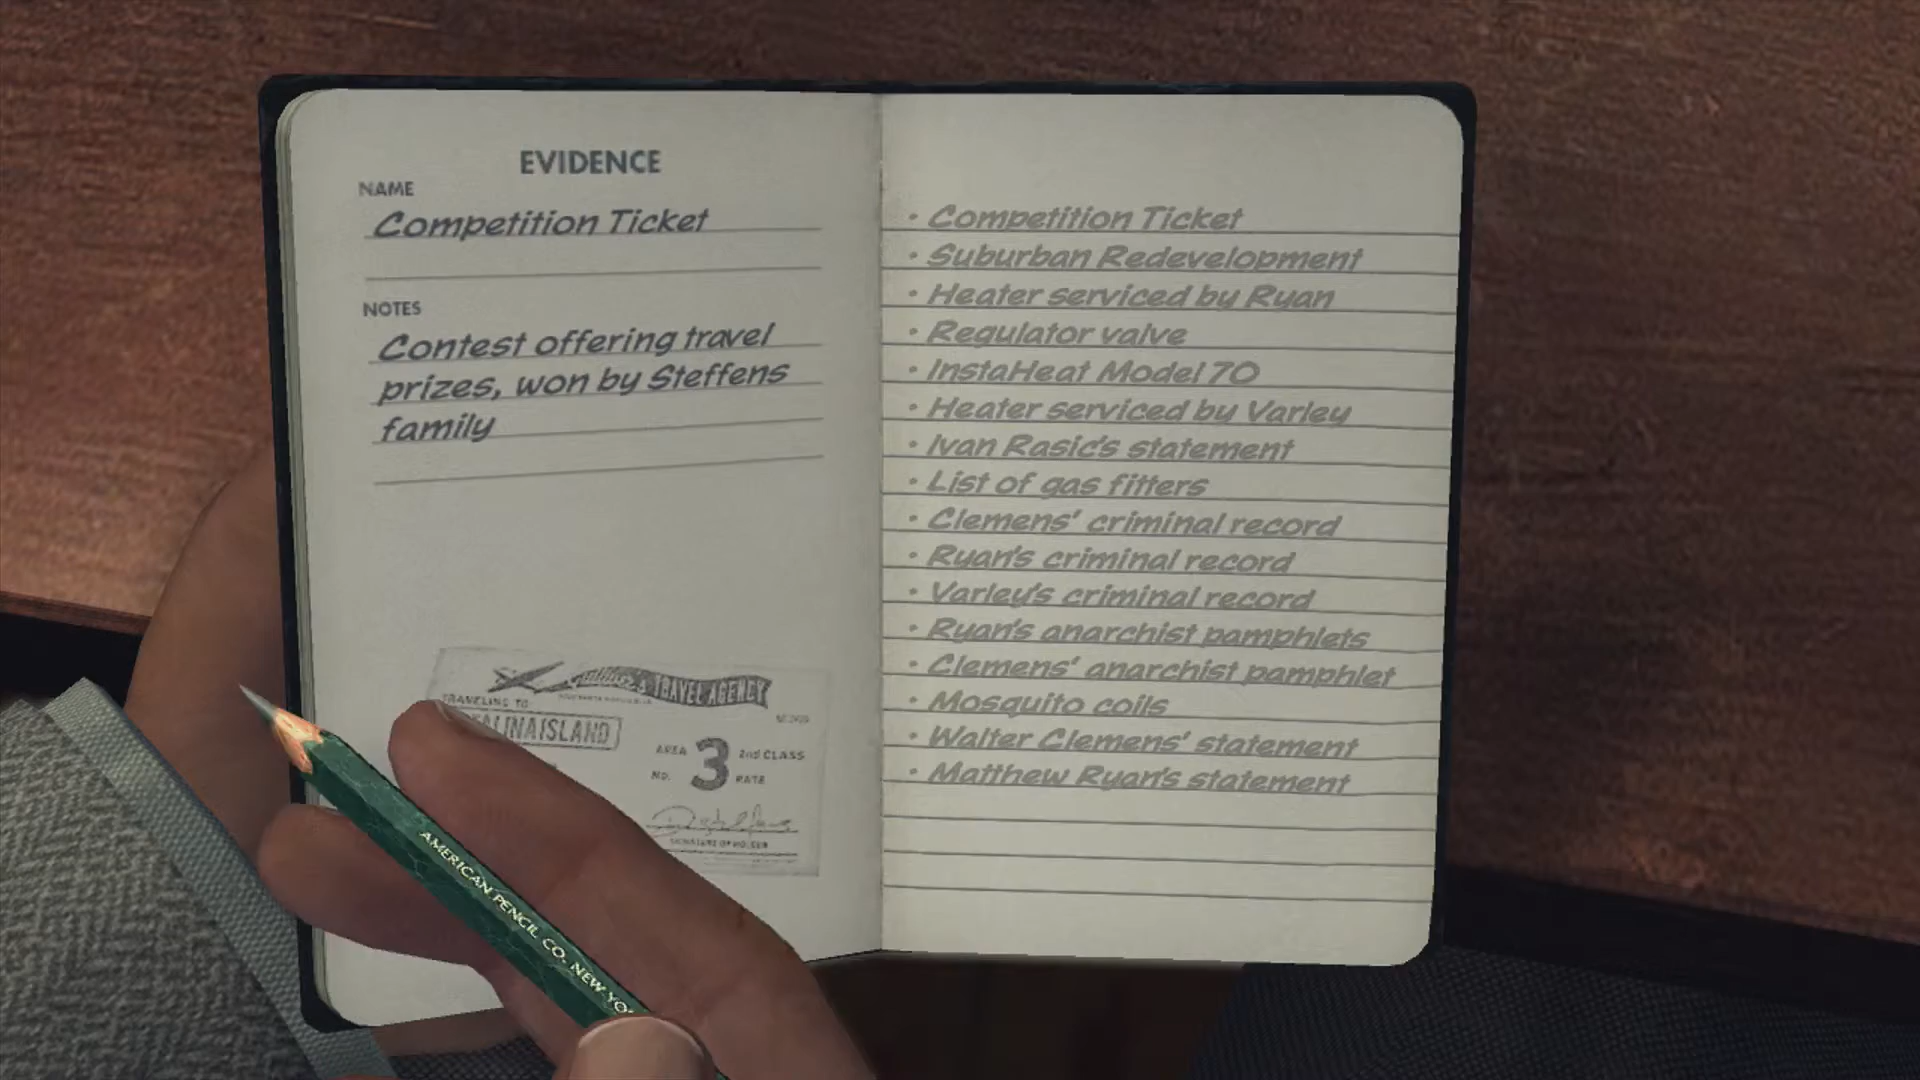 EVIDENCE
NAME
Competition Ticket
NOTES
Contest offering travel
prizes, won by Steffens
family
TRAVEL AGENCY
TRAVELING TO
ALINAISLAND
AREA 3 2nd CLASS
NO. RATE
SIGNATURE OF HOLDER
AMERICAN PENCIL CO. NEW YO
• Competition Ticket
• Suburban Redevelopment
• Heater serviced by Ryan
• Regulator valve
• InstaHeat Model 70
• Heater serviced by Varley
• Ivan Rasic's statement
• List of gas fitters
• Clemens' criminal record
• Ryan's criminal record
• Varley's criminal record
• Ryan's anarchist pamphlets
• Clemens' anarchist pamphlet
• Mosquito coils
• Walter Clemens' statement
• Matthew Ryan's statement